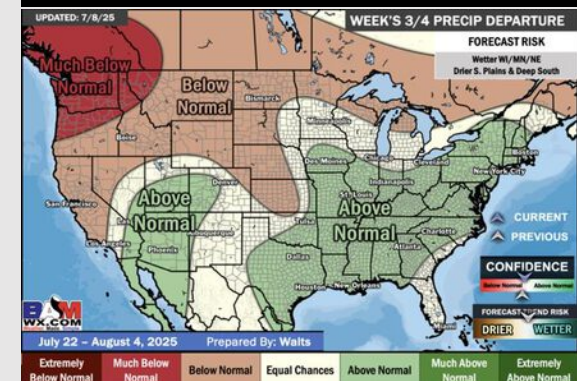 UPDATED: 7/8/25
WEEK'S 3/4 PRECIP DEPARTURE
FORECAST RISK
Wetter WI/MN/NE
Drier S. Plains & Deep South
Much Below
Normal
Below
Normal
Bismarck
Minneapolis
Boise
Boston
Des Moines
Chicago
Cleveland
New York City
Indianapolis
San Francisco
Denver
St. Louis
Above
Normal
Above
Normal
CURRENT
PREVIOUS
Los Angeles
Albuquerque
Tulsa
Charlotte
Phoenix
Atlanta
Dallas
CONFIDENCE
Below Normal
Above Normal
Houston
New Orleans
FORECAST TREND RISK
DRIER
WETTER
Miami
BAM
WX.COM
July 22 – August 4, 2025
Prepared By: Walts
Extremely
Below Normal
Much Below
Normal
Below Normal
Equal Chances
Above Normal
Much Above
Normal
Extremely
Above Normal